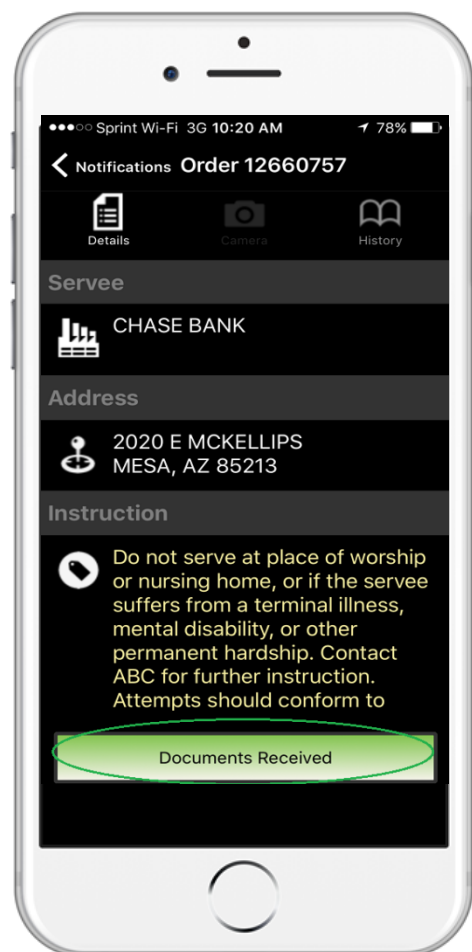 Sprint Wi-Fi 3G 10:20 AM 78%
Notifications Order 12660757
Details Camera History
Servee
CHASE BANK
Address
2020 E MCKELLIPS
MESA, AZ 85213
Instruction
Do not serve at place of worship
or nursing home, or if the servee
suffers from a terminal illness,
mental disability, or other
permanent hardship. Contact
ABC for further instruction.
Attempts should conform to
Documents Received